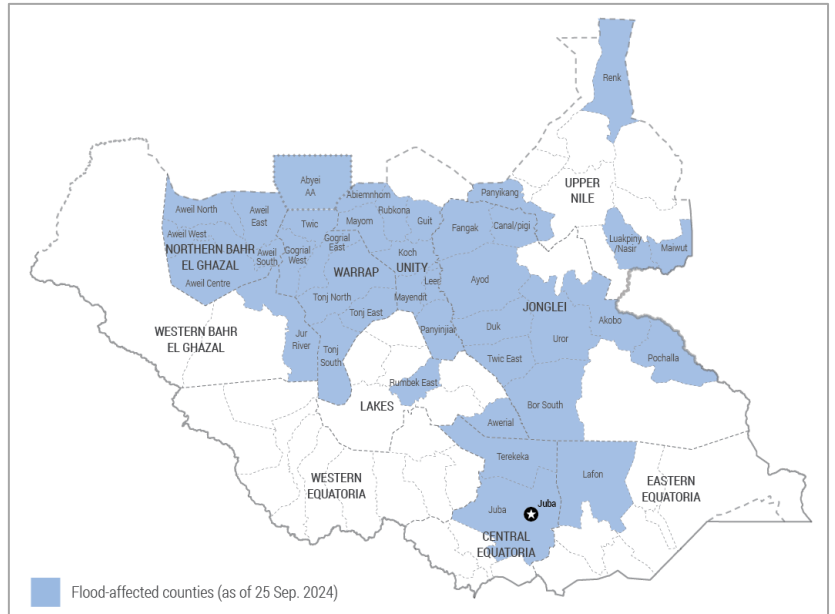 Renk
Abyei
AA
UPPER
NILE
Panyikang
Abiemnhom
Aweil North
Aweil
East
Rubkona
Twic
Mayom
Guit
Fangak
Canal/pigi
Aweil West
Gogrial
East
Luakpiny
/Nasir
Maiwut
NORTHERN BAHR
EL GHAZAL
Aweil
South
Gogrial
West
Koch
WARRAP
UNITY
Aweil Centre
Leer
Ayod
Tonj North
Mayendit
JONGLEI
Tonj East
Akobo
WESTERN BAHR
EL GHAZAL
Jur
River
Panyinjiar
Duk
Uror
Tonj
South
Twic East
Pochalla
Rumbek East
LAKES
Bor South
Awerial
Terekeka
WESTERN
EQUATORIA
Lafon
EASTERN
EQUATORIA
Juba
Juba
CENTRAL
EQUATORIA
Flood-affected counties (as of 25 Sep. 2024)